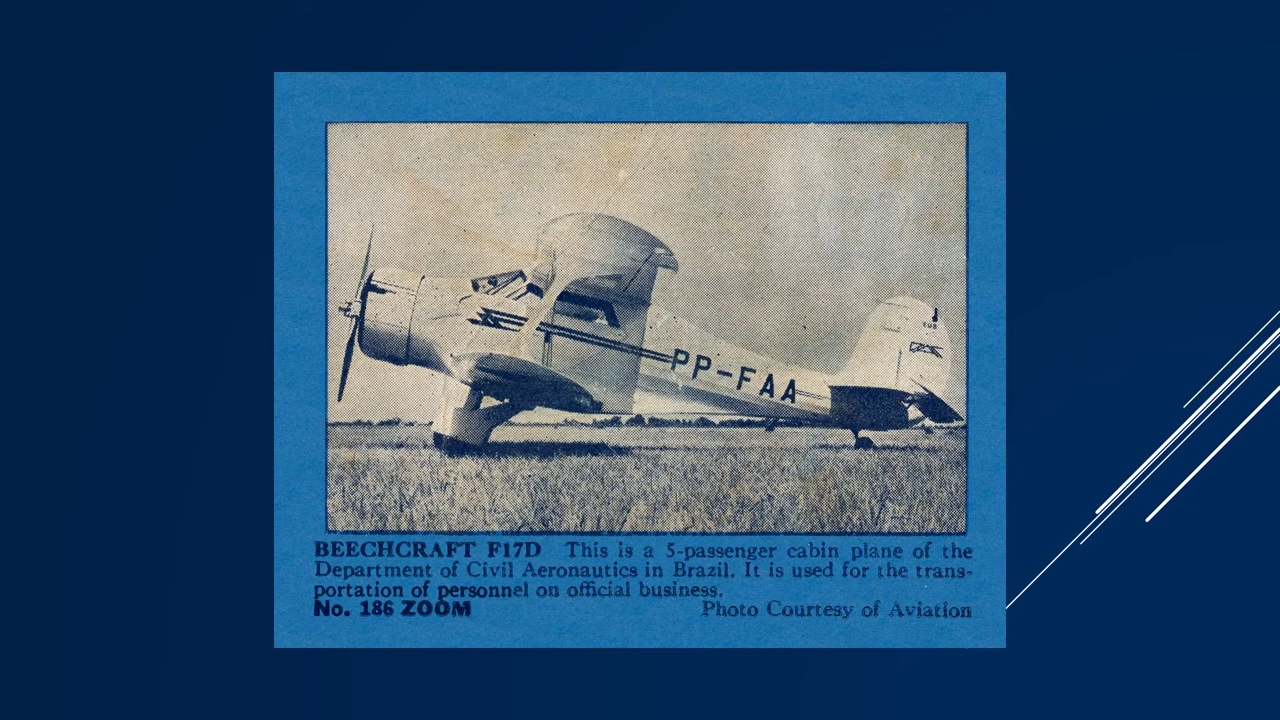 PP-FAA
BEECHCRAFT F17D This is a 5-passenger cabin plane of the
Department of Civil Aeronautics in Brazil. It is used for the trans-
portation of personnel on official business.
No. 186 ZOOM Photo Courtesy of Aviation